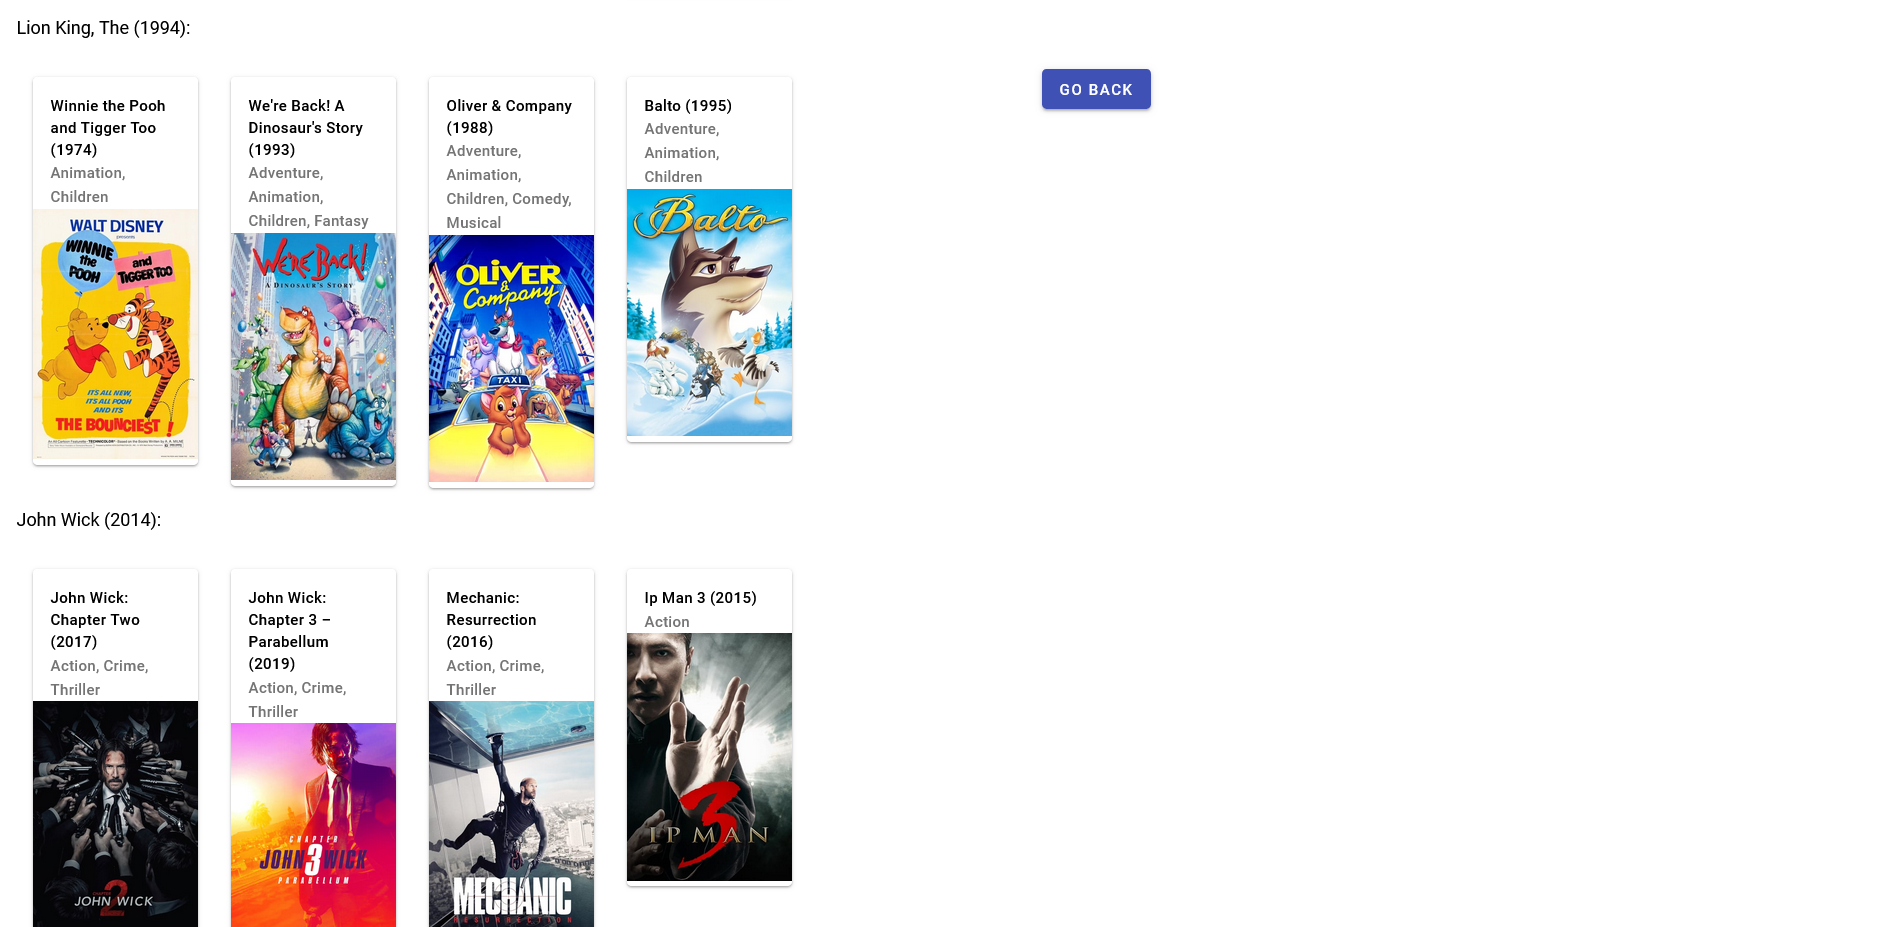 Lion King, The (1994):
GO BACK
Winnie the Pooh
and Tigger Too
(1974)
Animation,
Children
WALT DISNEY
PRESENTS
WINNIE
the
POOH
and
TIGGER TOO
IT'S ALL NEW,
IT'S ALL POOH
AND IT'S
THE BOUNCIEST!
We're Back! A
Dinosaur's Story
(1993)
Adventure,
Animation,
Children, Fantasy
WE'RE BACK!
A DINOSAUR'S STORY
Oliver & Company
(1988)
Adventure,
Animation,
Children, Comedy,
Musical
OLIVER
&
Company
TAXI
Balto (1995)
Adventure,
Animation,
Children
Balto
John Wick (2014):
John Wick:
Chapter Two
(2017)
Action, Crime,
Thriller
CHAPTER
2
JOHN WICK
John Wick:
Chapter 3 –
Parabellum
(2019)
Action, Crime,
Thriller
CHAPTER
JOHN 3 WICK
PARABELLUM
Mechanic:
Resurrection
(2016)
Action, Crime,
Thriller
MECHANIC
RESURRECTION
Ip Man 3 (2015)
Action
3
IP MAN